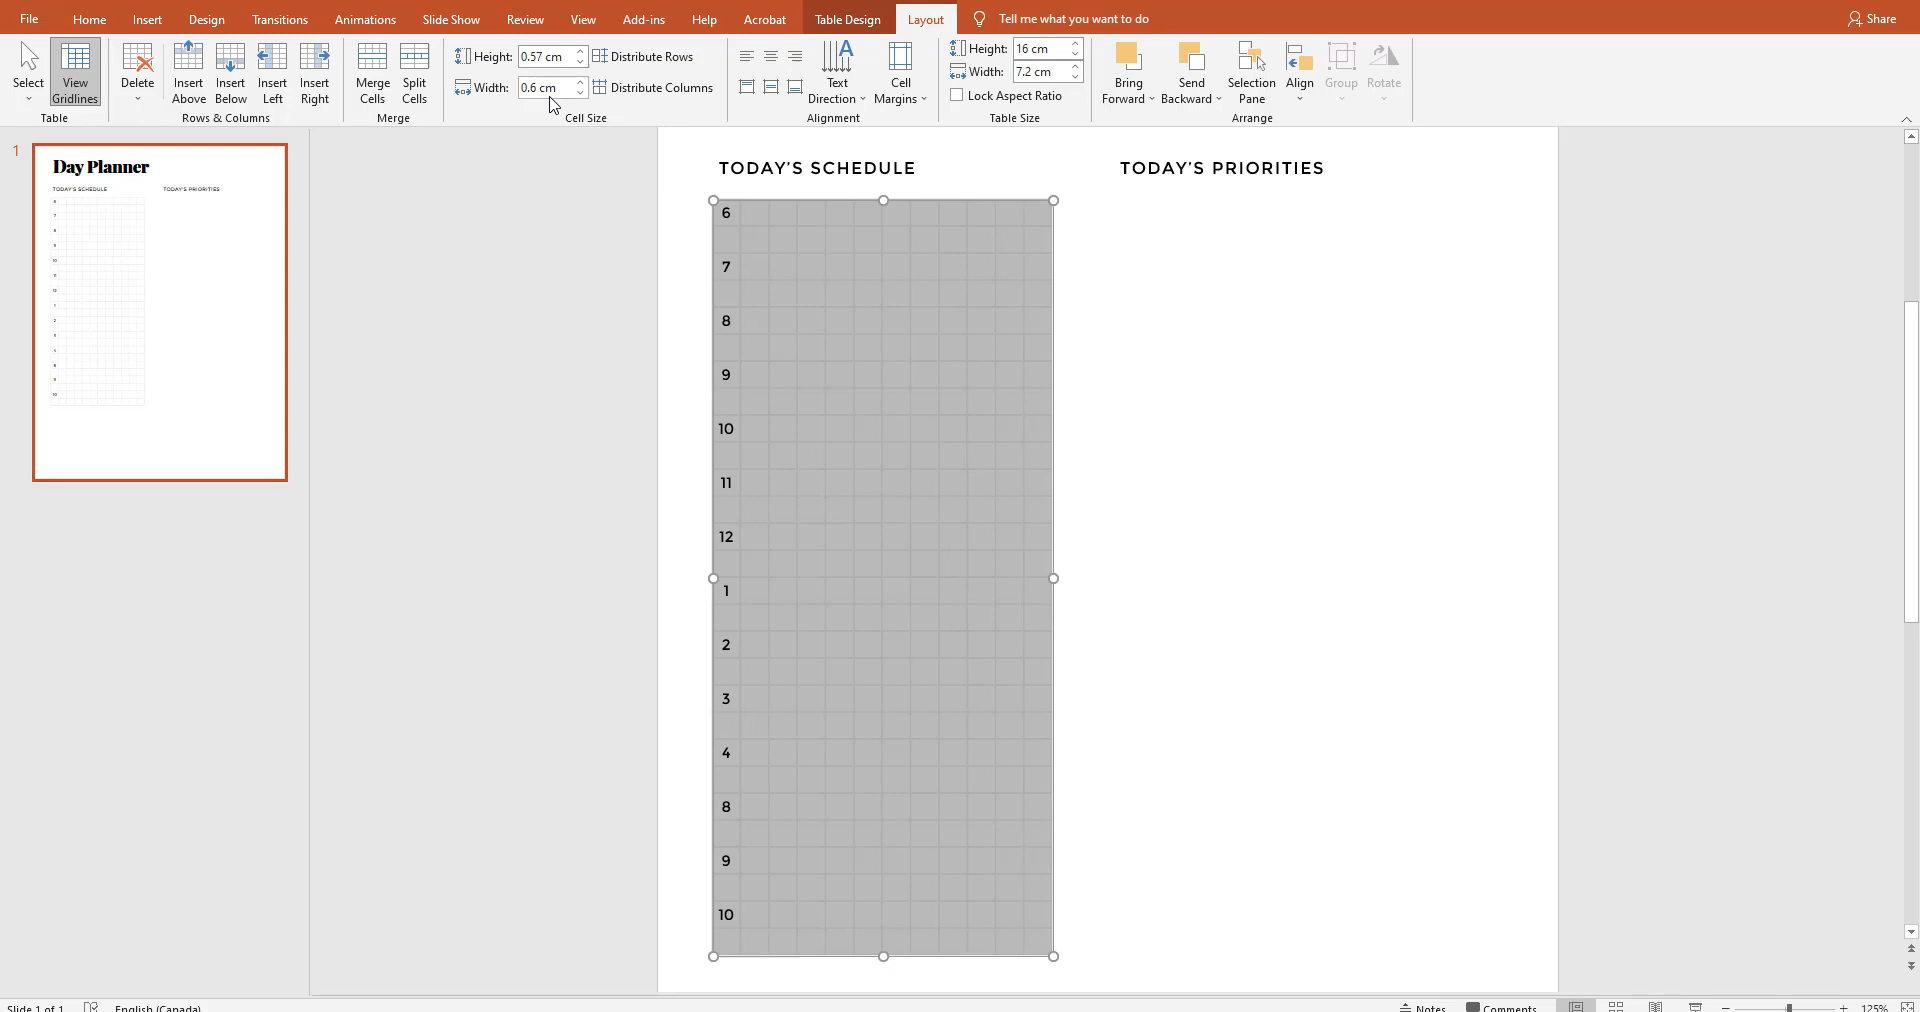 File Home Insert Design Transitions Animations Slide Show Review View Add-ins Help Acrobat Table Design Layout Tell me what you want to do Share
Select View Gridlines Delete Insert Above Insert Below Insert Left Insert Right Merge Cells Split Cells
Height: 0.57 cm Distribute Rows
Width: 0.6 cm Distribute Columns
Text Direction Cell Margins
Height: 16 cm
Width: 7.2 cm
Lock Aspect Ratio
Bring Forward Send Backward Selection Pane Align Group Rotate
Table Rows & Columns Merge Cell Size Alignment Table Size Arrange
1
Day Planner
TODAY'S SCHEDULE TODAY'S PRIORITIES
TODAY'S SCHEDULE TODAY'S PRIORITIES
6
7
8
9
10
11
12
1
2
3
4
8
9
10
Slide 1 of 1 English (Canada) Notes Comments 125%